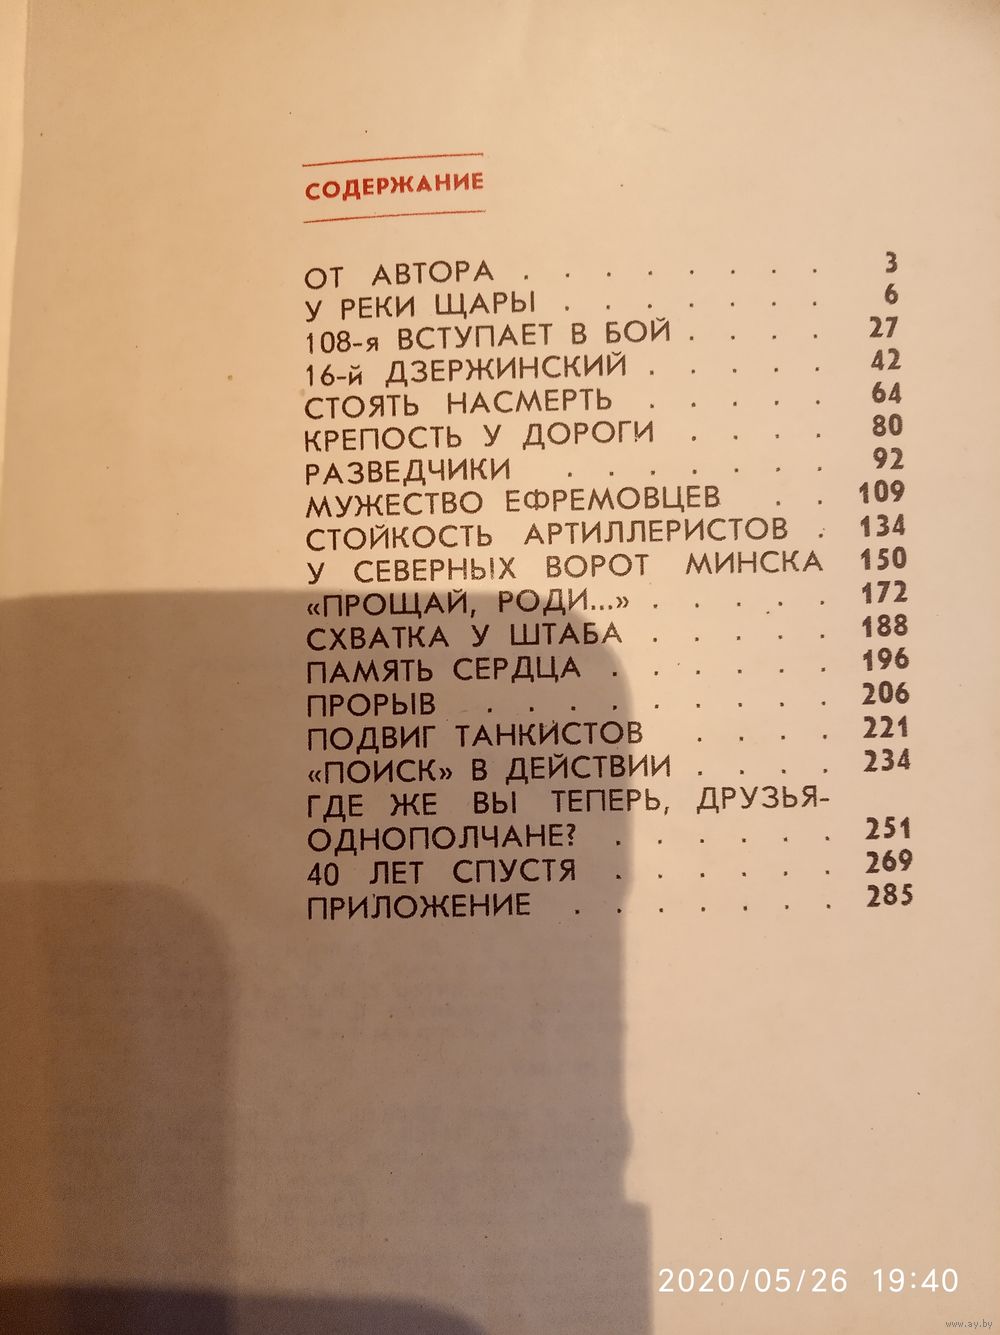 СОДЕРЖАНИЕ
ОТ АВТОРА . . . . . . . . 3
У РЕКИ ЩАРЫ . . . . . . . 6
108-я ВСТУПАЕТ В БОЙ . . . . 27
16-й ДЗЕРЖИНСКИЙ . . . . . 42
СТОЯТЬ НАСМЕРТЬ . . . . . 64
КРЕПОСТЬ У ДОРОГИ . . . . 80
РАЗВЕДЧИКИ . . . . . . . 92
МУЖЕСТВО ЕФРЕМОВЦЕВ . . 109
СТОЙКОСТЬ АРТИЛЛЕРИСТОВ . 134
У СЕВЕРНЫХ ВОРОТ МИНСКА 150
«ПРОЩАЙ, РОДИ...» . . . . . 172
СХВАТКА У ШТАБА . . . . . 188
ПАМЯТЬ СЕРДЦА . . . . . . 196
ПРОРЫВ . . . . . . . . . 206
ПОДВИГ ТАНКИСТОВ . . . . 221
«ПОИСК» В ДЕЙСТВИИ . . . . 234
ГДЕ ЖЕ ВЫ ТЕПЕРЬ, ДРУЗЬЯ-
ОДНОПОЛЧАНЕ? . . . . . . 251
40 ЛЕТ СПУСТЯ . . . . . . 269
ПРИЛОЖЕНИЕ . . . . . . . 285
2020/05/26 19:40
www.ay.by